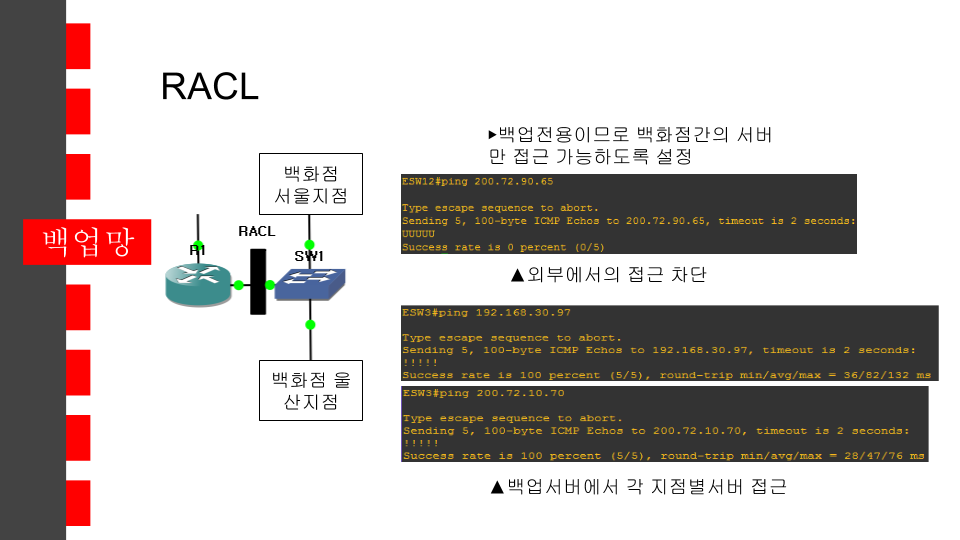 RACL
▶백업전용이므로 백화점간의 서버
만 접근 가능하도록 설정
백화점
서울지점
ESW12#ping 200.72.90.65
Type escape sequence to abort.
Sending 5, 100-byte ICMP Echos to 200.72.90.65, timeout is 2 seconds:
UUUUU
Success rate is 0 percent (0/5)
백업망
RACL
R1
SW1
▲외부에서의 접근 차단
ESW3#ping 192.168.30.97
Type escape sequence to abort.
Sending 5, 100-byte ICMP Echos to 192.168.30.97, timeout is 2 seconds:
!!!!!
Success rate is 100 percent (5/5), round-trip min/avg/max = 36/82/132 ms
백화점 울
산지점
ESW3#ping 200.72.10.70
Type escape sequence to abort.
Sending 5, 100-byte ICMP Echos to 200.72.10.70, timeout is 2 seconds:
!!!!!
Success rate is 100 percent (5/5), round-trip min/avg/max = 28/47/76 ms
▲백업서버에서 각 지점별서버 접근